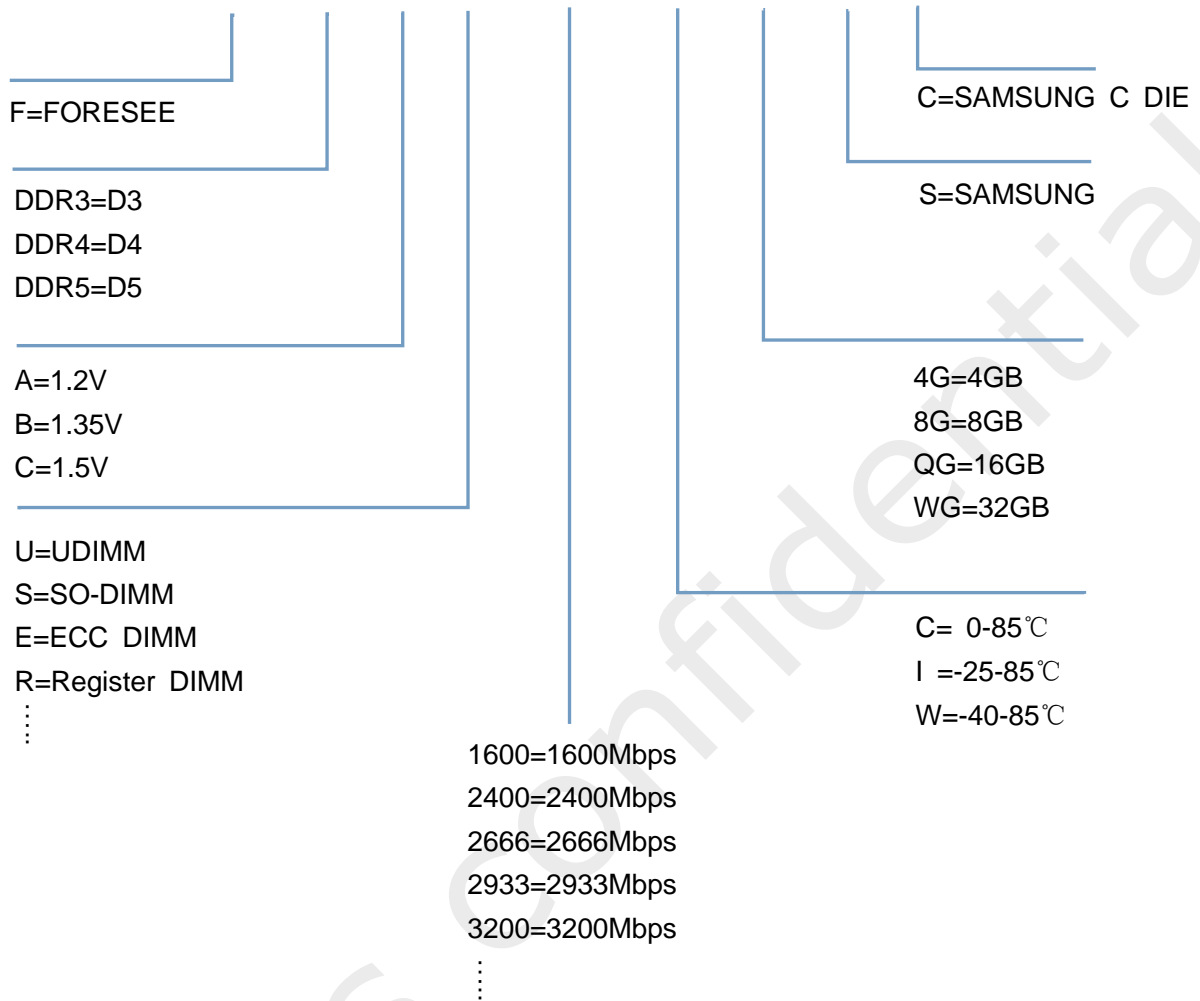 F=FORESEE
DDR3=D3
DDR4=D4
DDR5=D5
A=1.2V
B=1.35V
C=1.5V
U=UDIMM
S=SO-DIMM
E=ECC DIMM
R=Register DIMM
1600=1600Mbps
2400=2400Mbps
2666=2666Mbps
2933=2933Mbps
3200=3200Mbps
C= 0-85℃
I =-25-85℃
W=-40-85℃
4G=4GB
8G=8GB
QG=16GB
WG=32GB
S=SAMSUNG
C=SAMSUNG C DIE
confidential